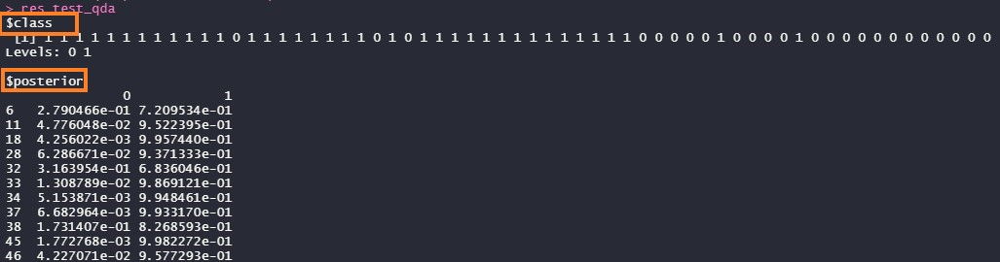 > res test_qda
$class
[1] 1 1 1 1 1 1 1 1 1 1 1 1 0 1 1 1 1 1 1 1 1 0 1 0 1 1 1 1 1 1 1 1 1 1 1 1 1 1 0 0 0 0 0 1 0 0 0 0 1 0 0 0 0 0 0 0 0 0 0 0 0
Levels: 0 1
$posterior
0 1
6 2.790466e-01 7.209534e-01
11 4.776048e-02 9.522395e-01
18 4.256022e-03 9.957440e-01
28 6.286671e-02 9.371333e-01
32 3.163954e-01 6.836046e-01
33 1.308789e-02 9.869121e-01
34 5.153871e-03 9.948461e-01
37 6.682964e-03 9.933170e-01
38 1.731407e-01 8.268593e-01
45 1.772768e-03 9.982272e-01
46 4.227071e-02 9.577293e-01